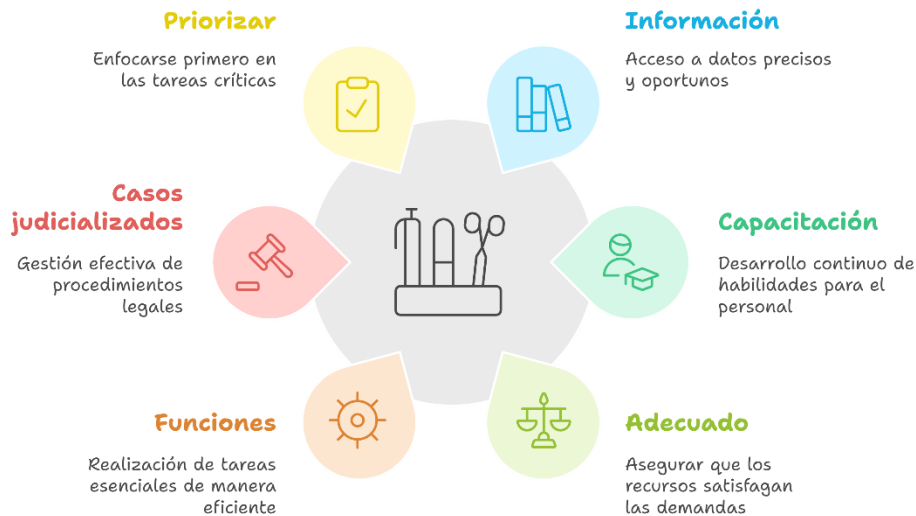 Priorizar
Enfocarse primero en
las tareas críticas
Información
Acceso a datos precisos
y oportunos
Casos
judicializados
Gestión efectiva de
procedimientos
legales
Capacitación
Desarrollo continuo de
habilidades para el
personal
Funciones
Realización de tareas
esenciales de manera
eficiente
Adecuado
Asegurar que los
recursos satisfagan
las demandas